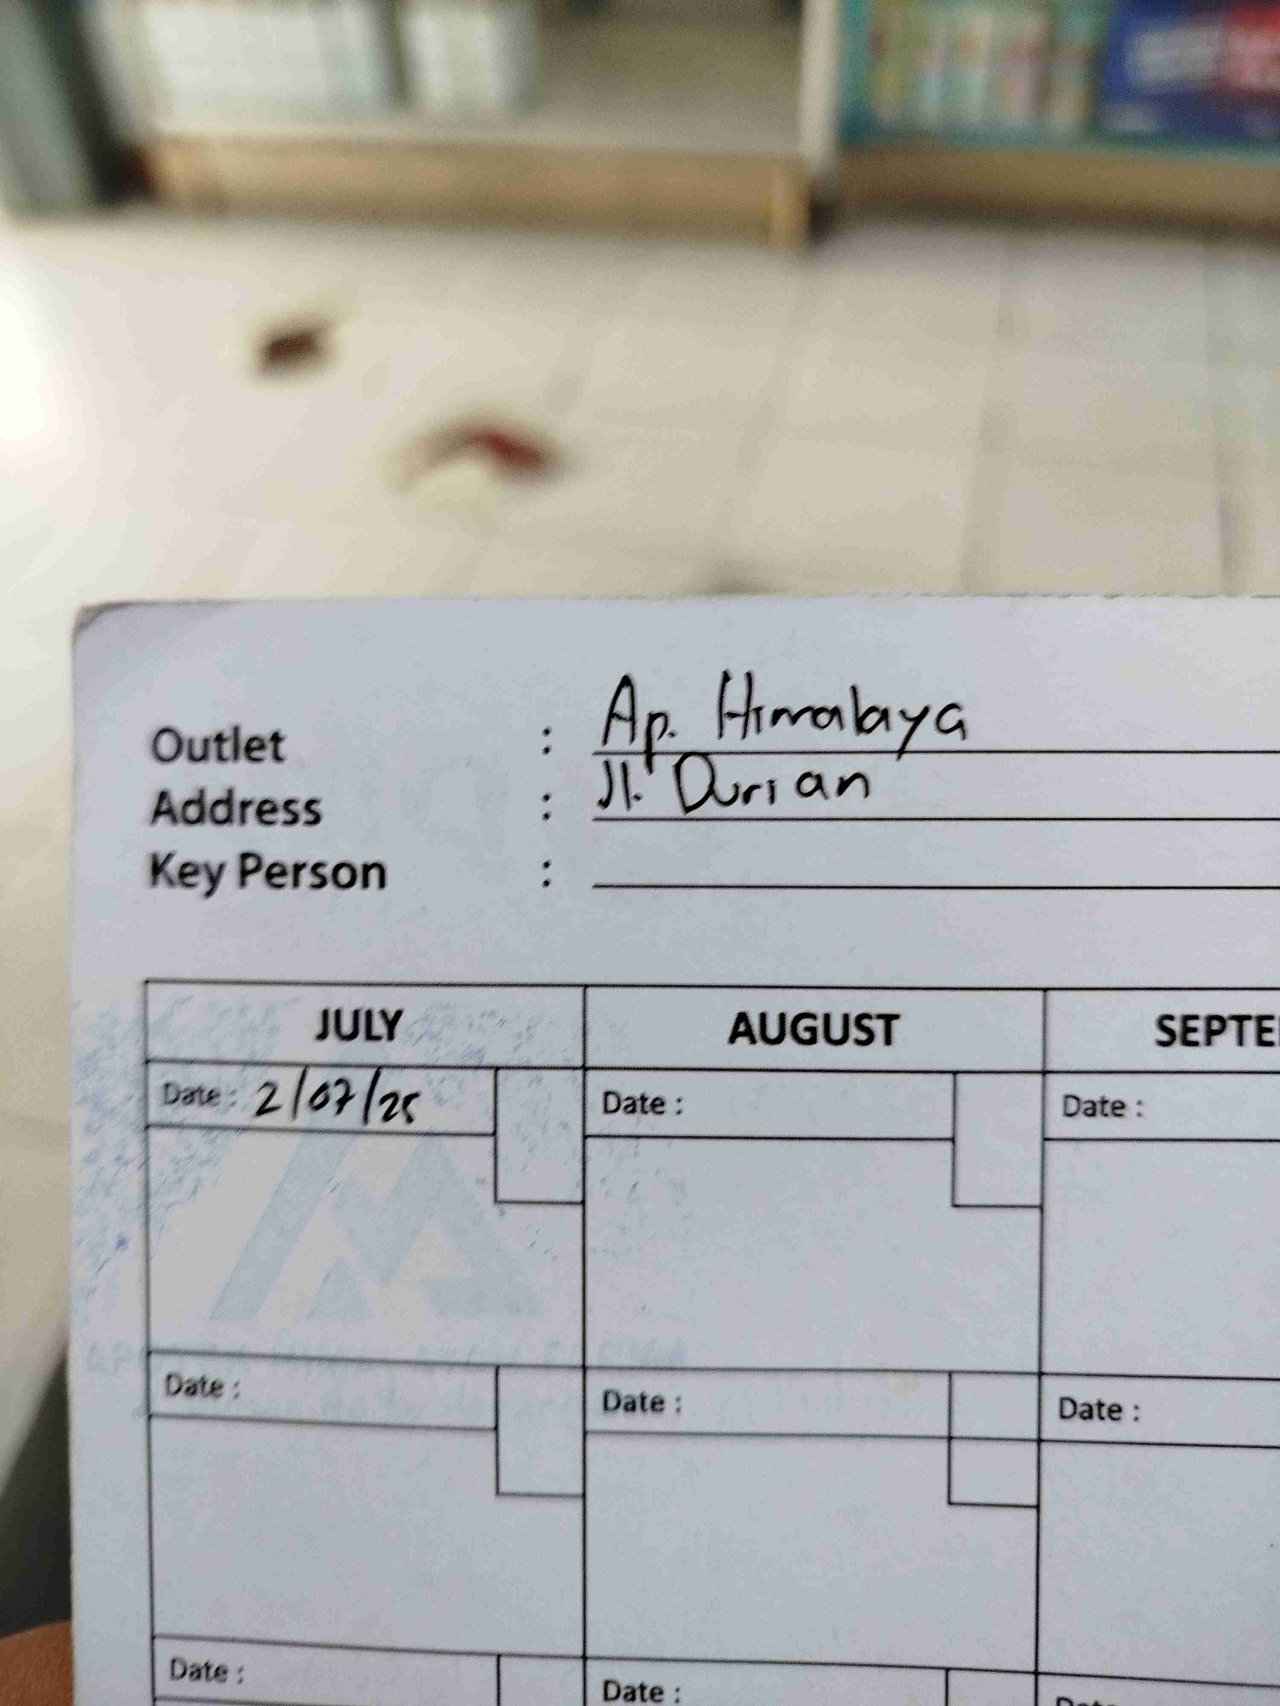 Outlet : Ap. Himalaya
Address : Jl. Durian
Key Person :
JULY AUGUST SEPTE
Date : 2/07/25 Date : Date :
Date : Date : Date :
Date : Date : Date